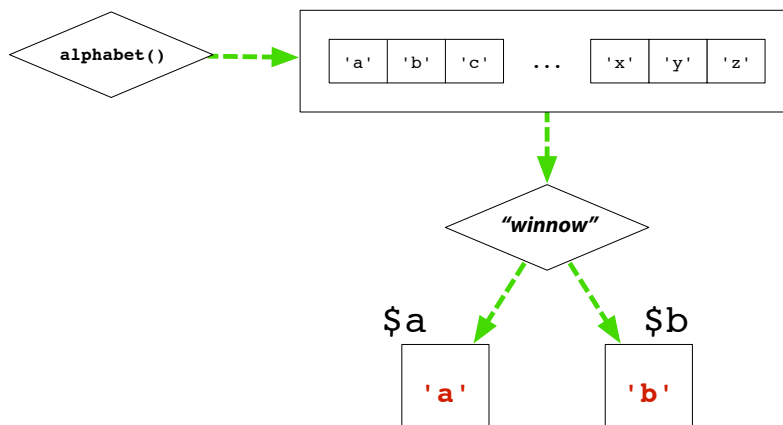 alphabet()
'a' 'b' 'c' ... 'x' 'y' 'z'
“winnow”
$a $b
'a' 'b'